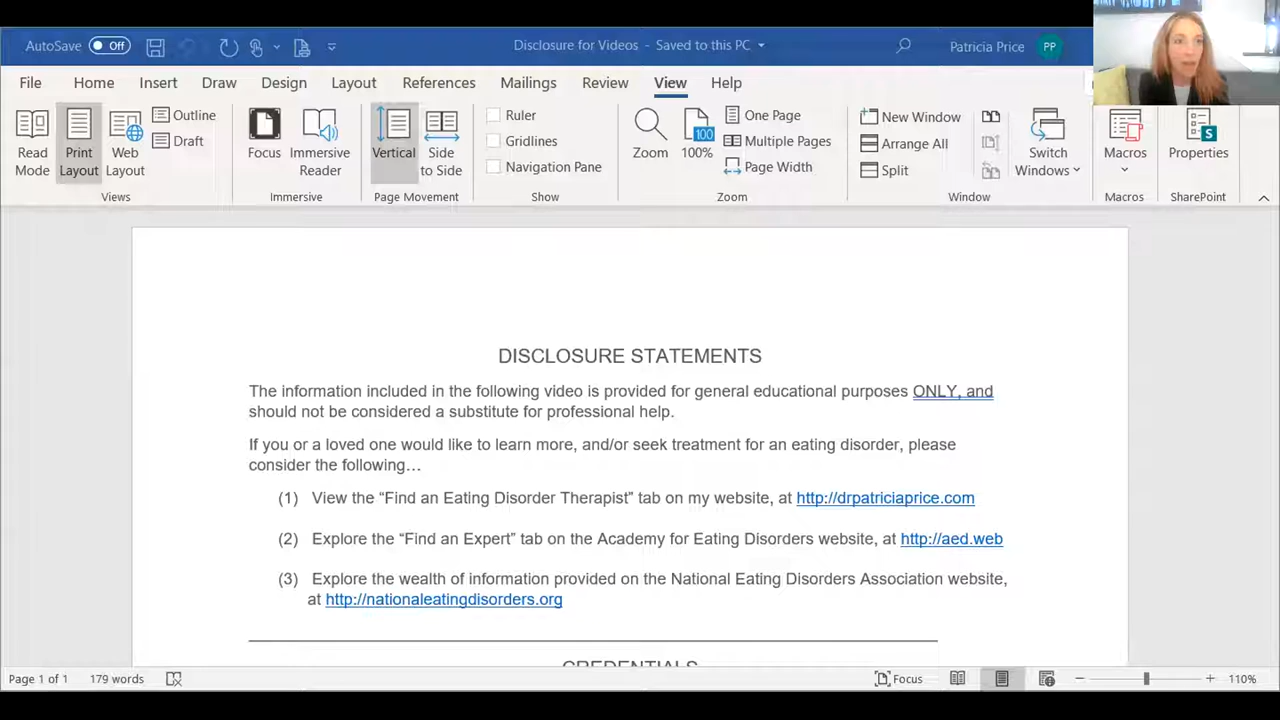 AutoSave Off Disclosure for Videos - Saved to this PC Patricia Price PP
File Home Insert Draw Design Layout References Mailings Review View Help
Read Mode
Print Layout
Web Layout
Outline
Draft
Views
Focus
Immersive Reader
Immersive
Vertical
Side to Side
Page Movement
Ruler
Gridlines
Navigation Pane
Show
Zoom
100
100%
One Page
Multiple Pages
Page Width
Zoom
New Window
Arrange All
Split
Switch Windows
Window
Macros
Macros
S
Properties
SharePoint
DISCLOSURE STATEMENTS
The information included in the following video is provided for general educational purposes ONLY, and
should not be considered a substitute for professional help.
If you or a loved one would like to learn more, and/or seek treatment for an eating disorder, please
consider the following…
(1) View the “Find an Eating Disorder Therapist” tab on my website, at http://drpatriciaprice.com
(2) Explore the “Find an Expert” tab on the Academy for Eating Disorders website, at http://aed.web
(3) Explore the wealth of information provided on the National Eating Disorders Association website,
at http://nationaleatingdisorders.org
CREDENTIALS
Page 1 of 1 179 words Focus 110%